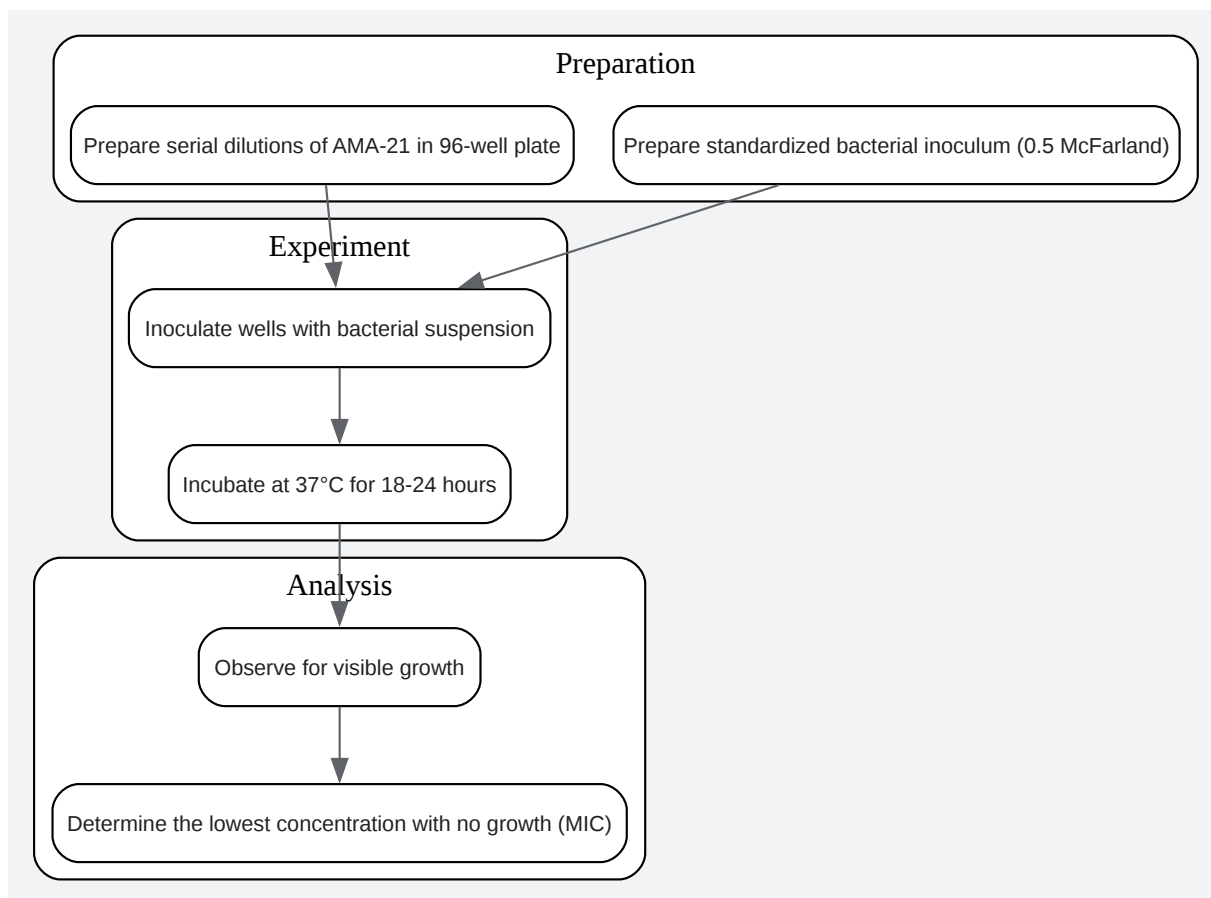 Preparation
Prepare serial dilutions of AMA-21 in 96-well plate
Prepare standardized bacterial inoculum (0.5 McFarland)
Experiment
Inoculate wells with bacterial suspension
Incubate at 37°C for 18-24 hours
Analysis
Observe for visible growth
Determine the lowest concentration with no growth (MIC)